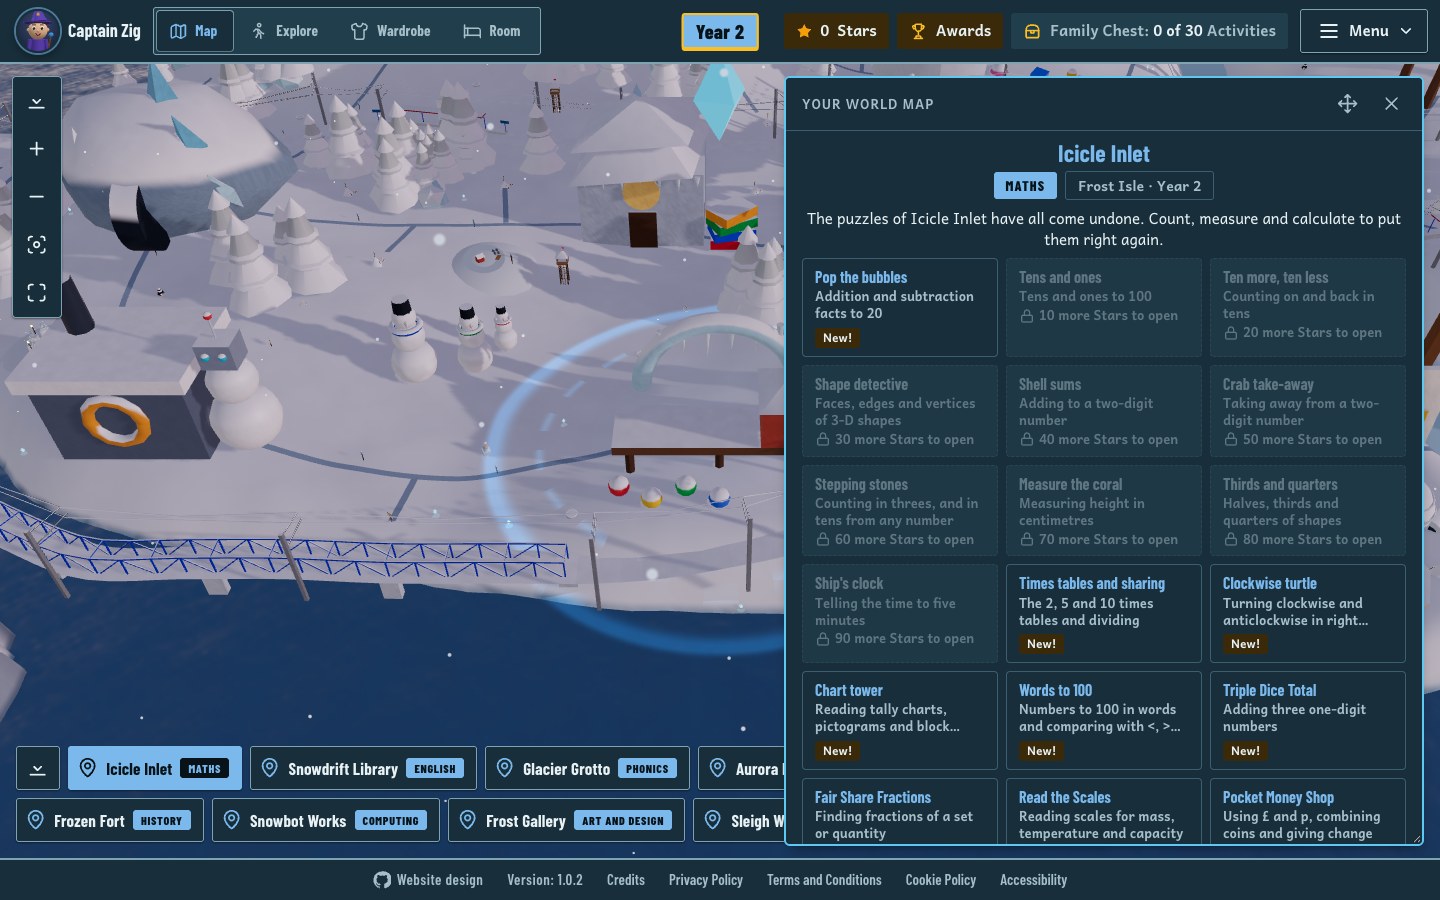 Captain Zig
Map
Explore
Wardrobe
Room
Year 2
0 Stars
Awards
Family Chest: 0 of 30 Activities
Menu
YOUR WORLD MAP
Icicle Inlet
MATHS
Frost Isle · Year 2
The puzzles of Icicle Inlet have all come undone. Count, measure and calculate to put
them right again.
Pop the bubbles
Addition and subtraction
facts to 20
New!
Tens and ones
Tens and ones to 100
10 more Stars to open
Ten more, ten less
Counting on and back in
tens
20 more Stars to open
Shape detective
Faces, edges and vertices
of 3-D shapes
30 more Stars to open
Shell sums
Adding to a two-digit
number
40 more Stars to open
Crab take-away
Taking away from a two-
digit number
50 more Stars to open
Stepping stones
Counting in threes, and in
tens from any number
60 more Stars to open
Measure the coral
Measuring height in
centimetres
70 more Stars to open
Thirds and quarters
Halves, thirds and
quarters of shapes
80 more Stars to open
Ship's clock
Telling the time to five
minutes
90 more Stars to open
Times tables and sharing
The 2, 5 and 10 times
tables and dividing
New!
Clockwise turtle
Turning clockwise and
anticlockwise in right...
New!
Chart tower
Reading tally charts,
pictograms and block...
New!
Words to 100
Numbers to 100 in words
and comparing with <, >...
New!
Triple Dice Total
Adding three one-digit
numbers
New!
Fair Share Fractions
Finding fractions of a set
or quantity
Read the Scales
Reading scales for mass,
temperature and capacity
Pocket Money Shop
Using £ and p, combining
coins and giving change
Icicle Inlet MATHS
Snowdrift Library ENGLISH
Glacier Grotto PHONICS
Aurora
Frozen Fort HISTORY
Snowbot Works COMPUTING
Frost Gallery ART AND DESIGN
Sleigh
Website design
Version: 1.0.2
Credits
Privacy Policy
Terms and Conditions
Cookie Policy
Accessibility